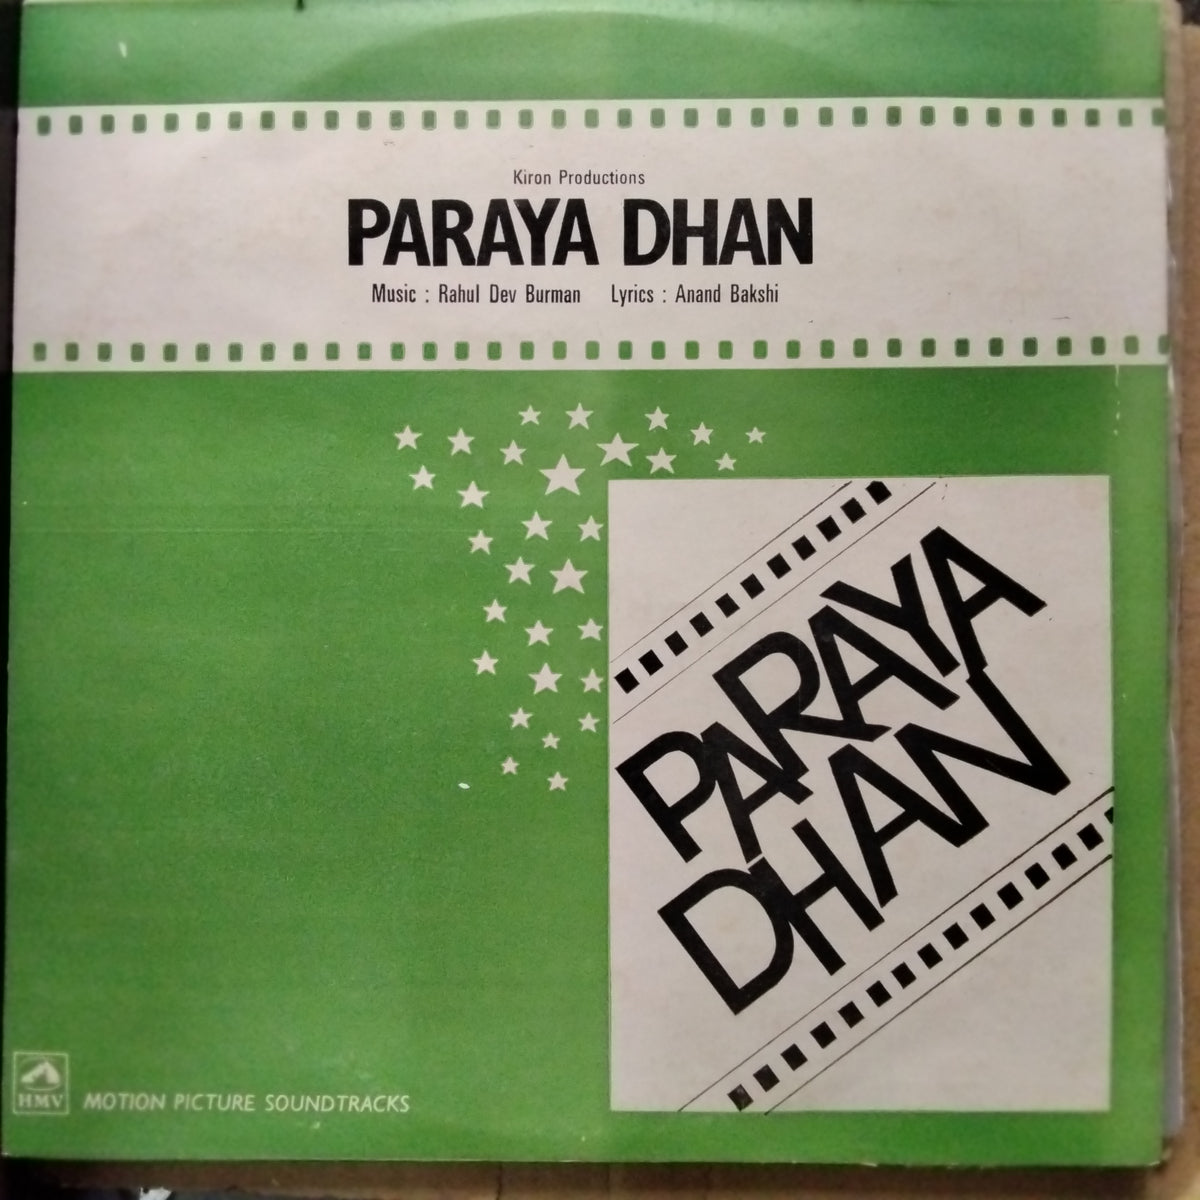 Kiron Productions
PARAYA DHAN
Music : Rahul Dev Burman Lyrics : Anand Bakshi
PARAYA
DHAN
HMV
MOTION PICTURE SOUNDTRACKS